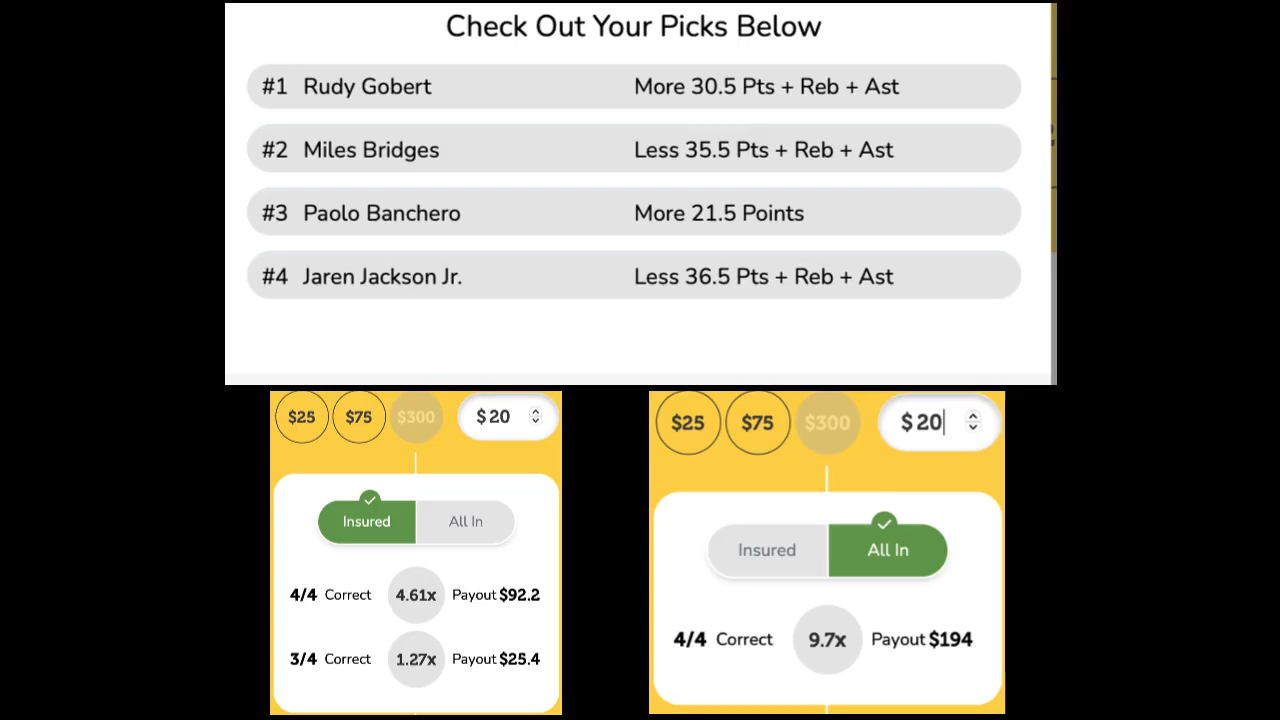 Check Out Your Picks Below
#1 Rudy Gobert More 30.5 Pts + Reb + Ast
#2 Miles Bridges Less 35.5 Pts + Reb + Ast
#3 Paolo Banchero More 21.5 Points
#4 Jaren Jackson Jr. Less 36.5 Pts + Reb + Ast
$25 $75 $300 $ 20
Insured All In
4/4 Correct 4.61x Payout $92.2
3/4 Correct 1.27x Payout $25.4
$25 $75 $300 $ 20
Insured All In
4/4 Correct 9.7x Payout $194